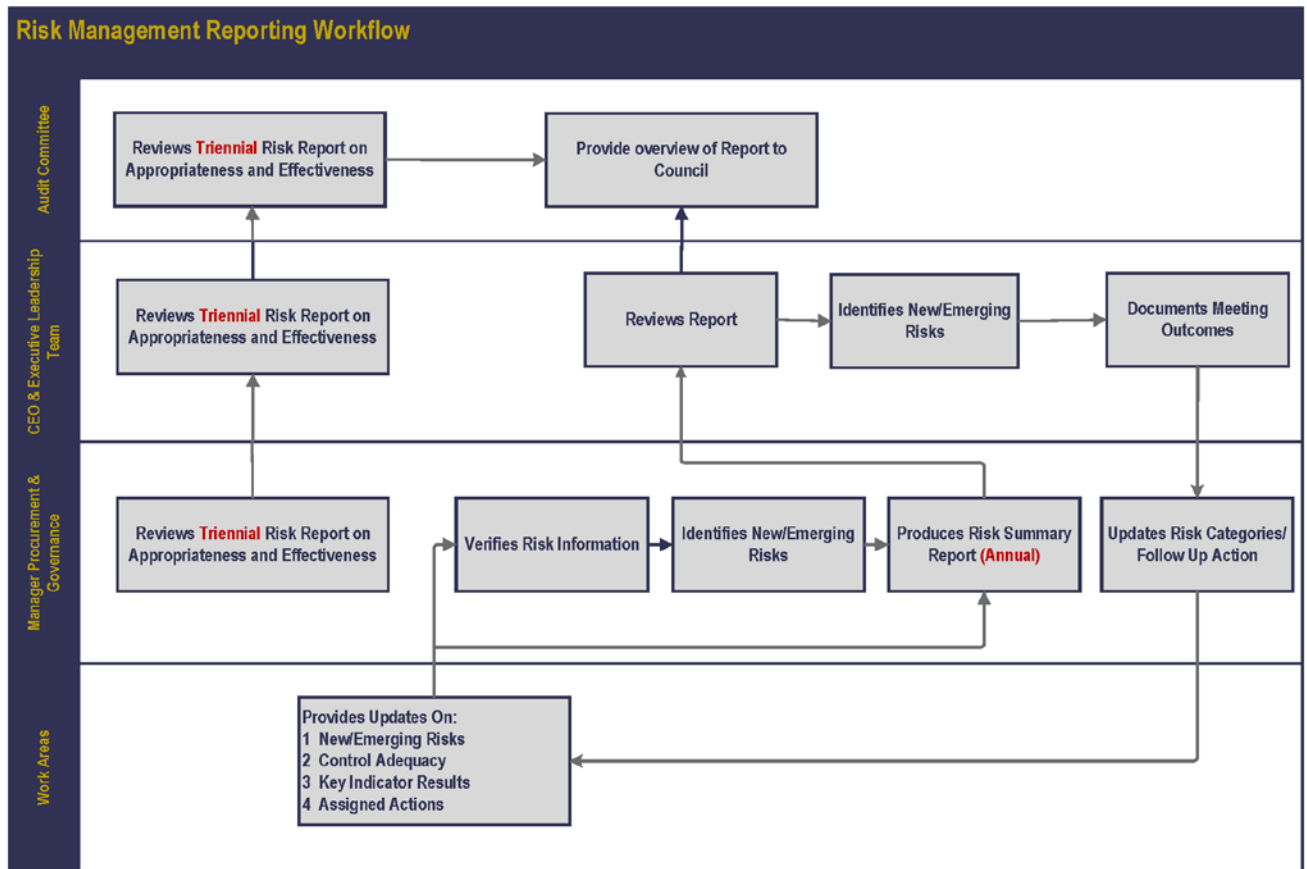 Risk Management Reporting Workflow
Audit Committee
Reviews Triennial Risk Report on
Appropriateness and Effectiveness
Provide overview of Report to
Council
CEO & Executive Leadership
Team
Reviews Triennial Risk Report on
Appropriateness and Effectiveness
Reviews Report
Identifies New/Emerging
Risks
Documents Meeting
Outcomes
Manager Procurement &
Governance
Reviews Triennial Risk Report on
Appropriateness and Effectiveness
Verifies Risk Information
Identifies New/Emerging
Risks
Produces Risk Summary
Report (Annual)
Updates Risk Categories/
Follow Up Action
Work Areas
Provides Updates On:
1 New/Emerging Risks
2 Control Adequacy
3 Key Indicator Results
4 Assigned Actions